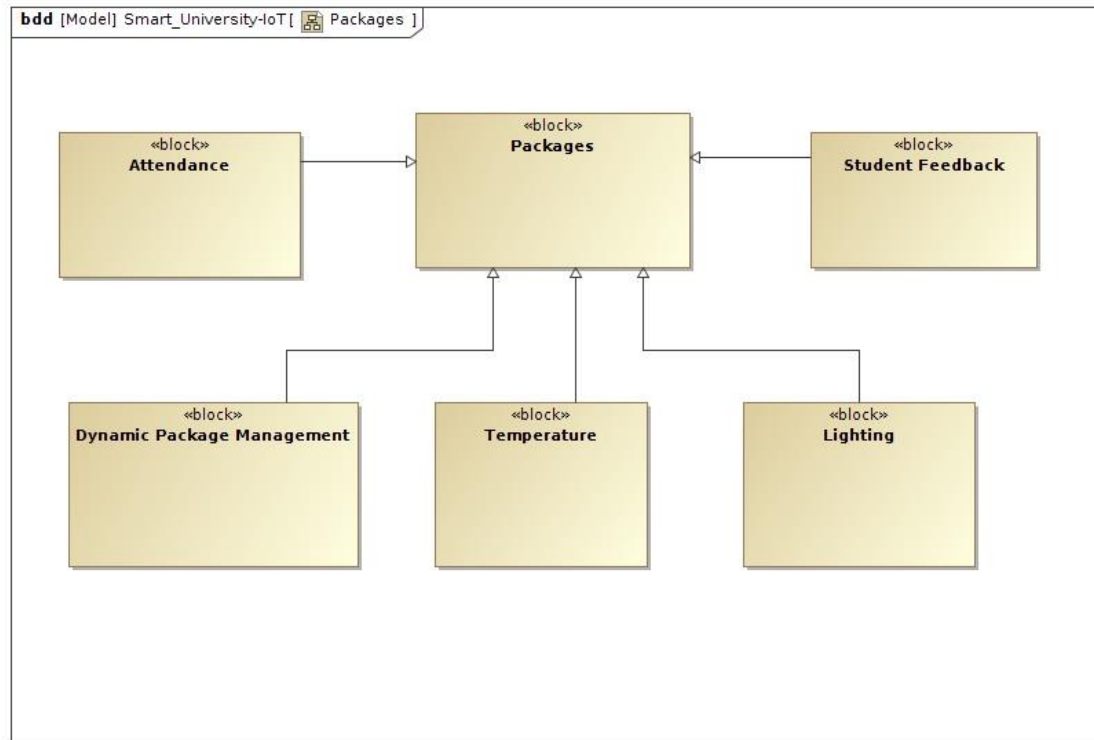 bdd [Model] Smart_University-IoT [ Packages ]
«block»
Attendance
«block»
Packages
«block»
Student Feedback
«block»
Dynamic Package Management
«block»
Temperature
«block»
Lighting